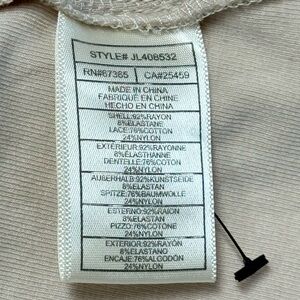 STYLE# JL408532
RN#67365 CA#25459
MADE IN CHINA
FABRIQUÉ EN CHINE
HECHO EN CHINA
SHELL:92%RAYON
8%ELASTANE
LACE:76%COTTON
24%NYLON
EXTÉRIEUR:92%RAYONNE
8%ÉLASTHANNE
DENTELLE:76%COTON
24%NYLON
AUßERHALB:92%KUNSTSEIDE
8%ELASTAN
SPITZE:76%BAUMWOLLE
24%NYLON
ESTERNO:92%RAION
8%ELASTAN
PIZZO:76%COTONE
24%NYLON
EXTERIOR:92%RAYÓN
8%ELASTANO
ENCAJE:76%ALGODÓN
24%NYLON